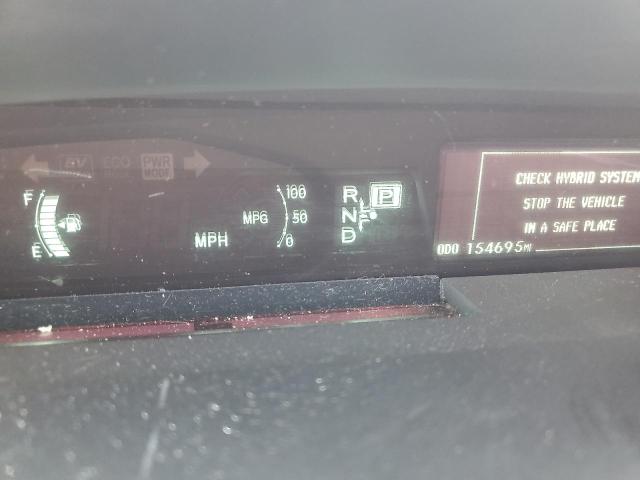 EV ECO PWR
MODE
F
E
MPH
MPG
100
50
0
R
N
D
P
CHECK HYBRID SYSTEM
STOP THE VEHICLE
IN A SAFE PLACE
ODO 154695MI